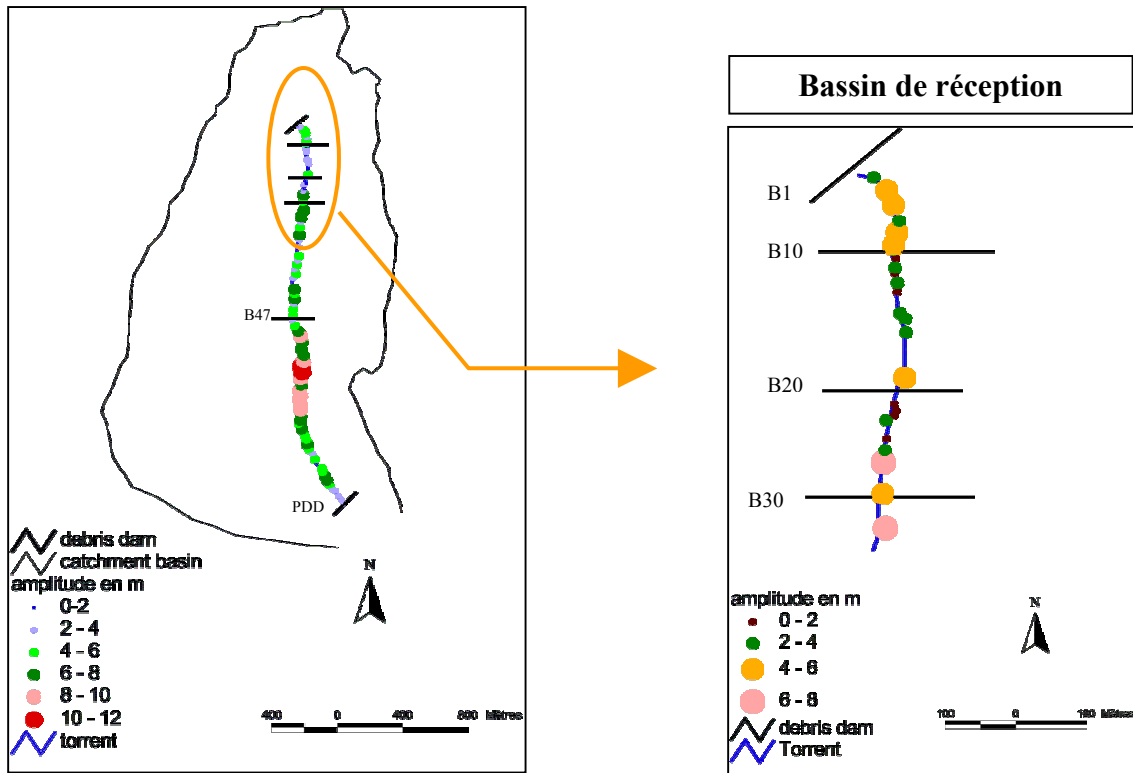 B47
PDD
debris dam
catchment basin
amplitude en m
0-2
2 - 4
4 - 6
6 - 8
8 - 10
10 - 12
torrent
N
400 0 400 800 Mètres
Bassin de réception
B1
B10
B20
B30
amplitude en m
0 - 2
2 - 4
4 - 6
6 - 8
debris dam
Torrent
N
100 0 100 Mètres